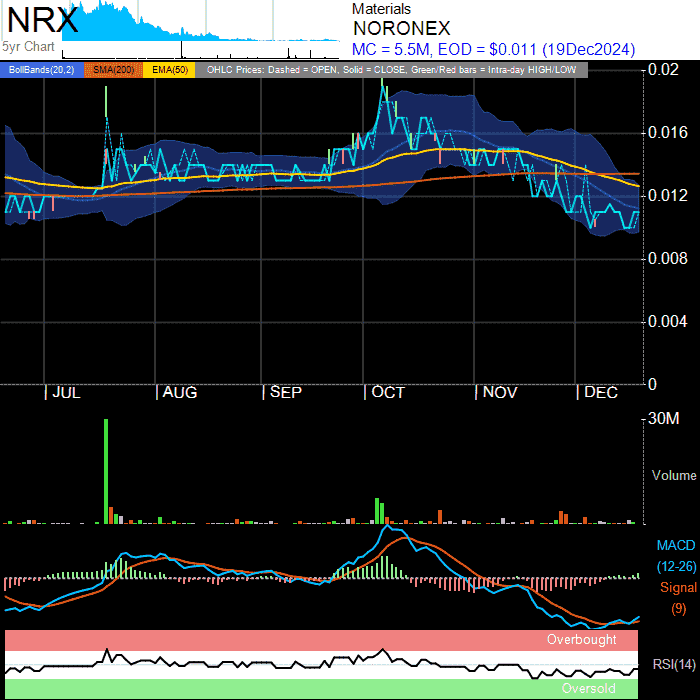 NRX
5yr Chart
Materials
NORONEX
MC = 5.5M, EOD = $0.011 (19Dec2024)
BollBands(20,2) SMA(200) EMA(50) OHLC Prices: Dashed = OPEN, Solid = CLOSE, Green/Red bars = Intra-day HIGH/LOW
0.02
0.016
0.012
0.008
0.004
0
JUL AUG SEP OCT NOV DEC
30M
Volume
MACD
(12-26)
Signal
(9)
Overbought
RSI(14)
Oversold